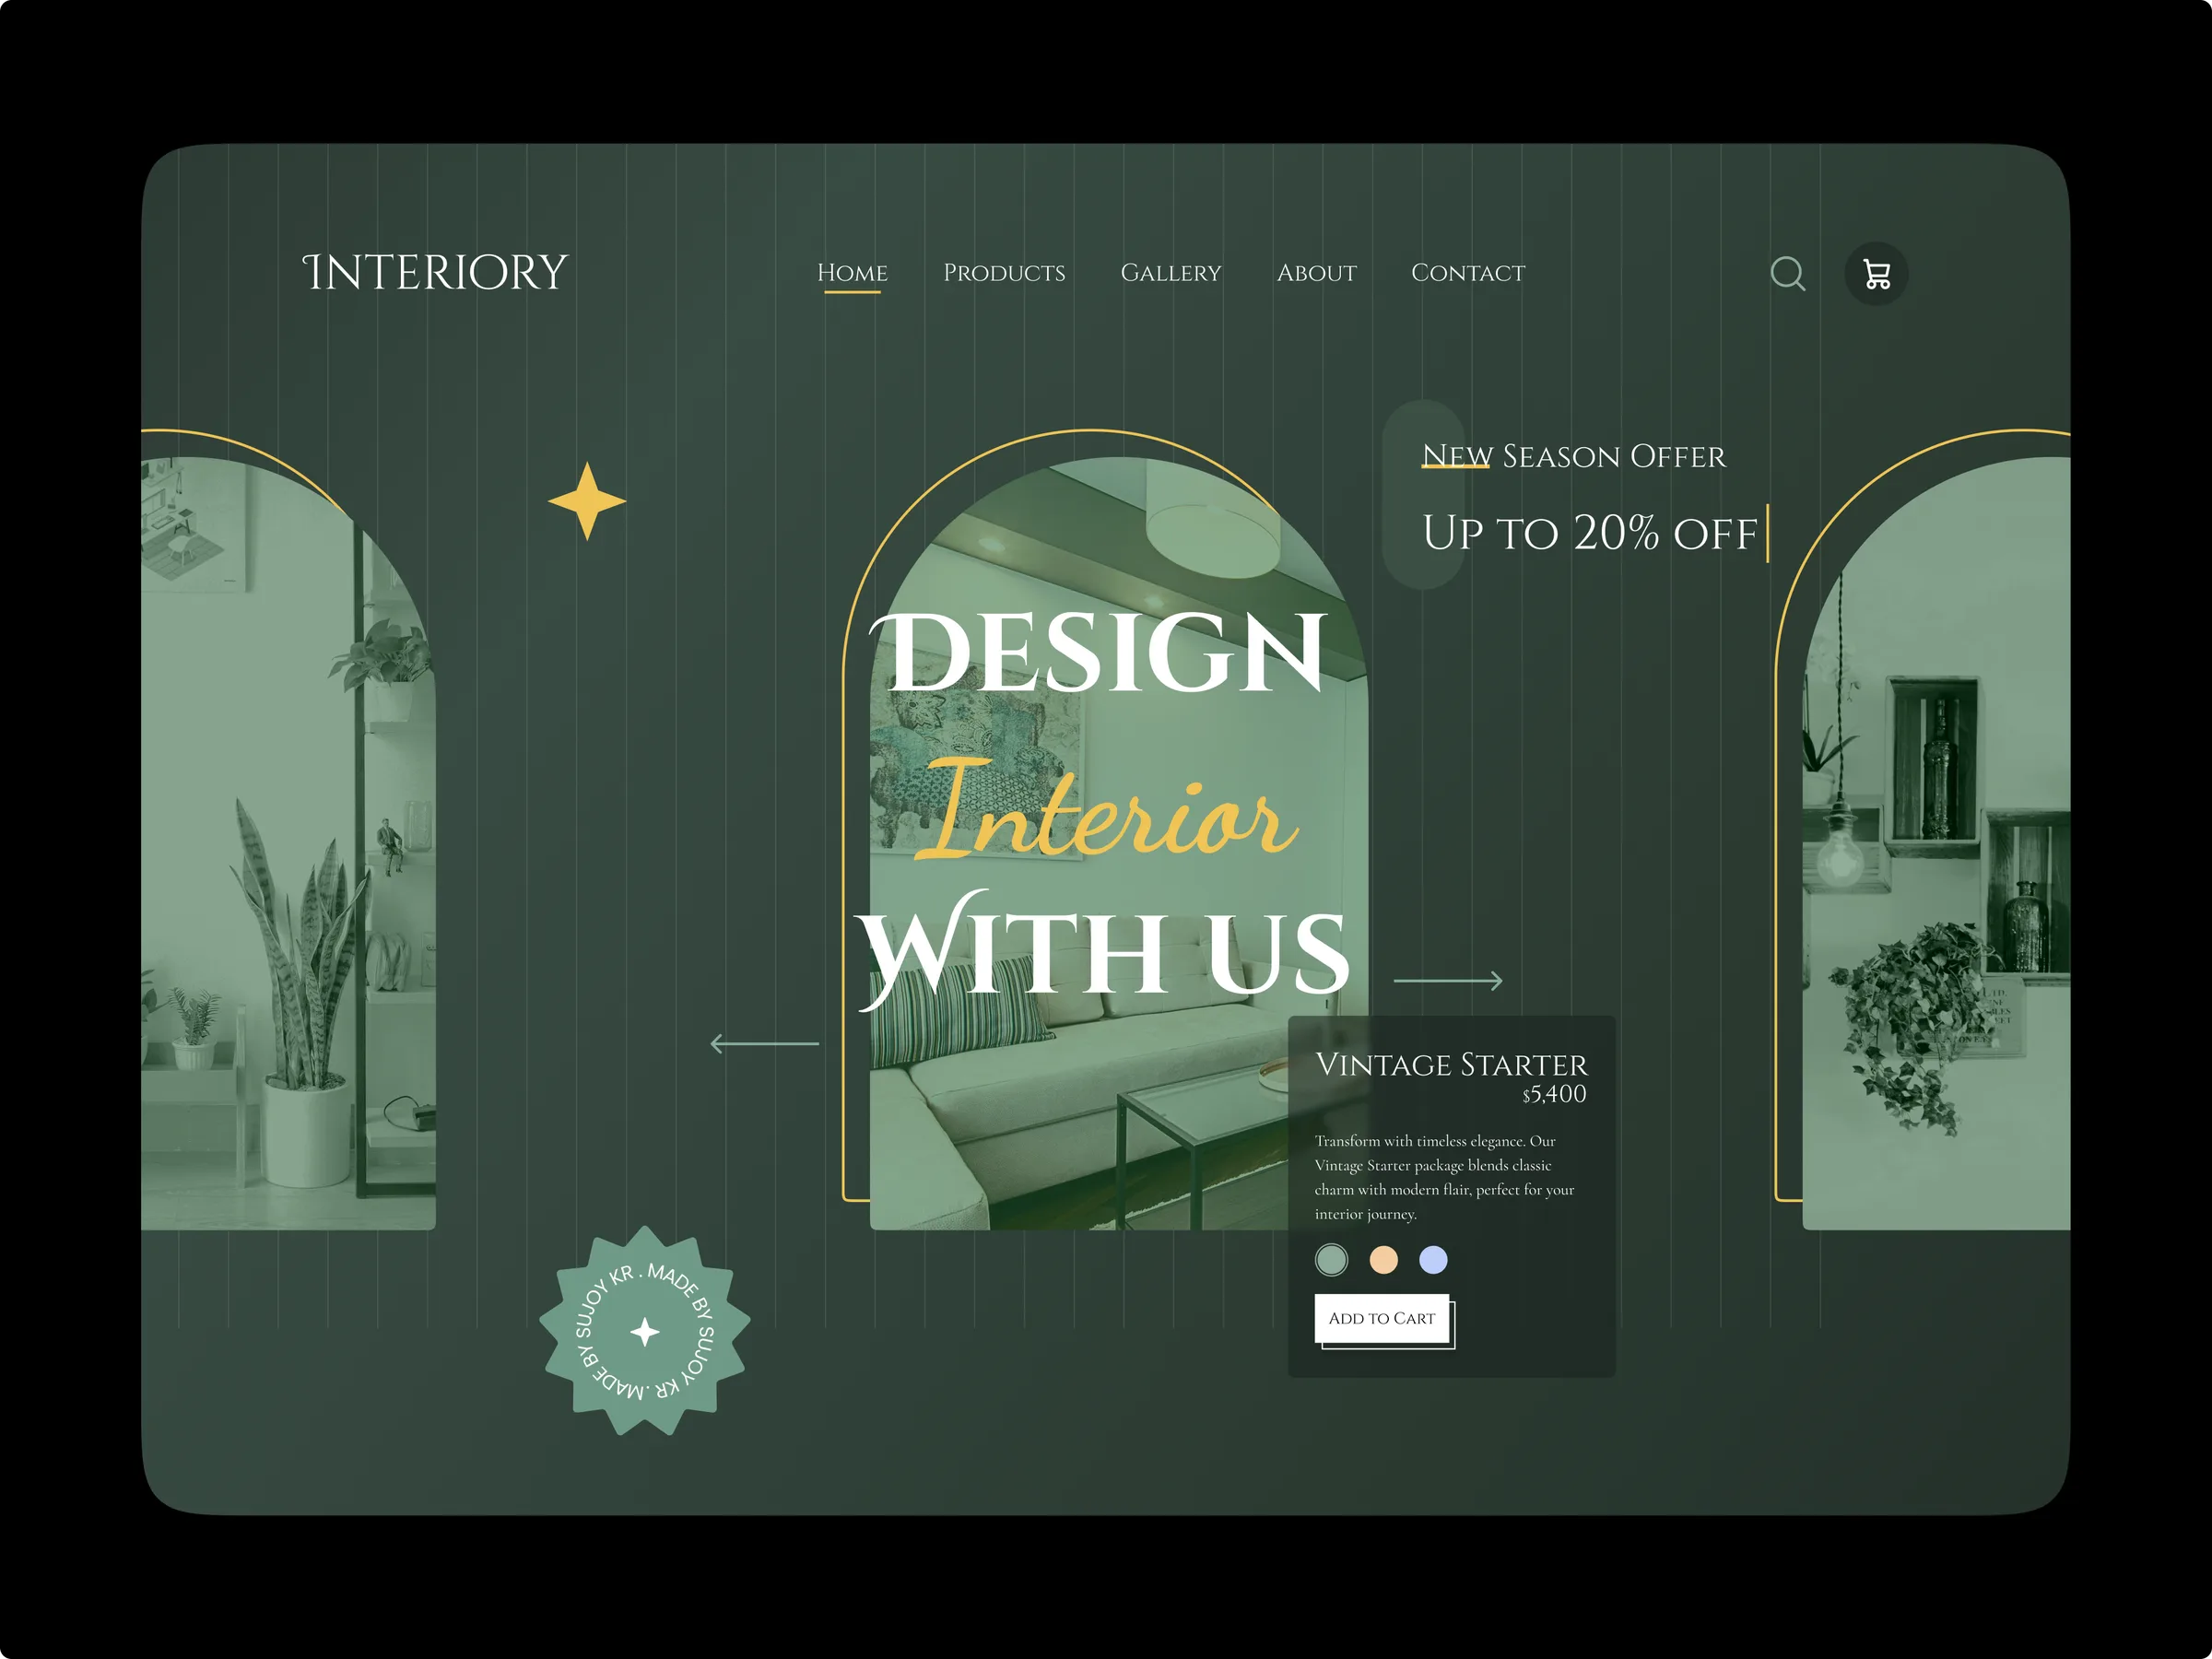 INTERIORY
HOME PRODUCTS GALLERY ABOUT CONTACT
NEW SEASON OFFER
UP TO 20% OFF
DESIGN
Interior
WITH US
VINTAGE STARTER
$5,400
Transform with timeless elegance. Our
Vintage Starter package blends classic
charm with modern flair, perfect for your
interior journey.
ADD TO CART
MADE BY SUJOY KR . MADE BY SUJOY KR .